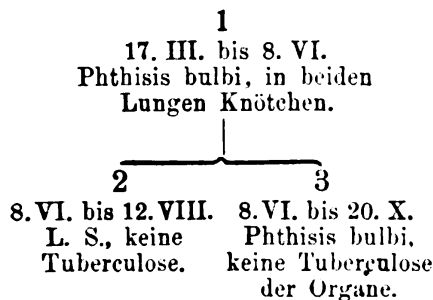 1
17. III. bis 8. VI.
Phthisis bulbi, in beiden
Lungen Knötchen.
2
8. VI. bis 12. VIII.
L. S., keine
Tuberculose.
3
8. VI. bis 20. X.
Phthisis bulbi,
keine Tuberculose
der Organe.